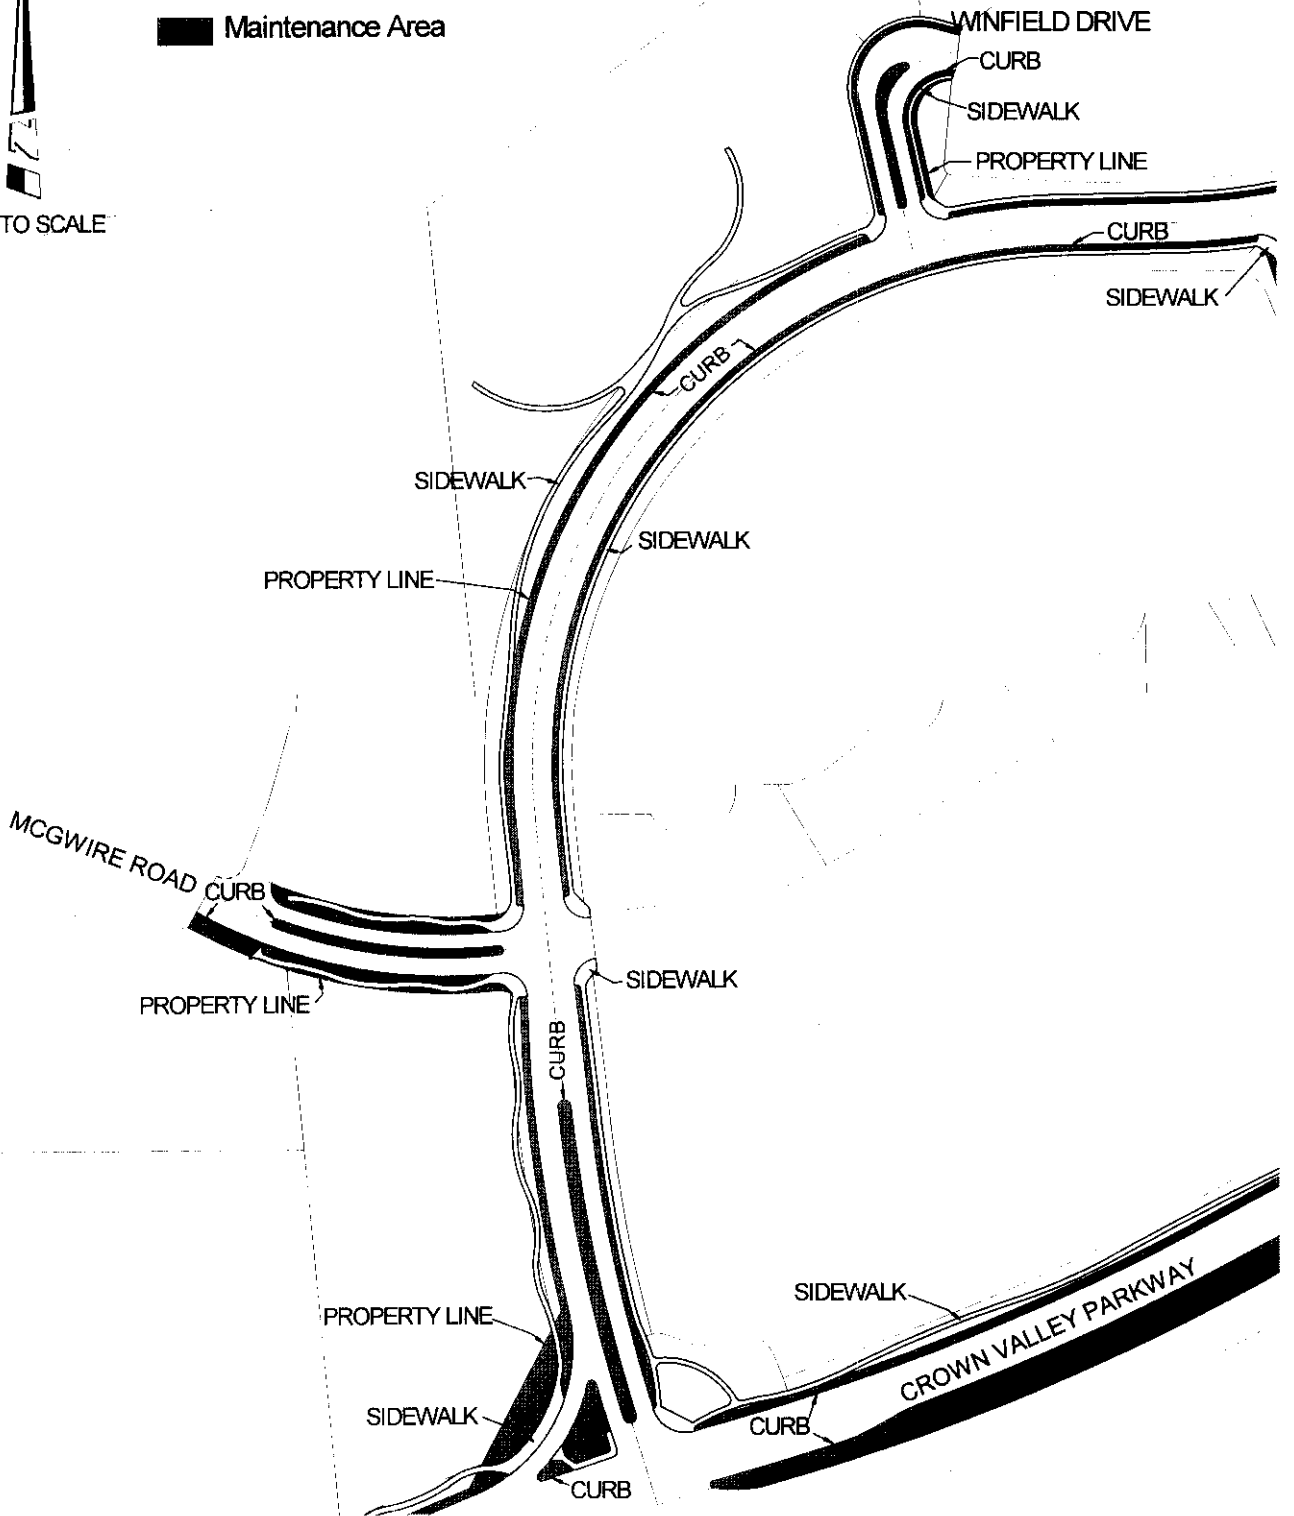 Maintenance Area
WINFIELD DRIVE
CURB
SIDEWALK
PROPERTY LINE
TO SCALE
CURB
SIDEWALK
CURB
SIDEWALK
SIDEWALK
PROPERTY LINE
MCGWIRE ROAD
CURB
SIDEWALK
PROPERTY LINE
CURB
SIDEWALK
CROWN VALLEY PARKWAY
PROPERTY LINE
SIDEWALK
CURB
CURB